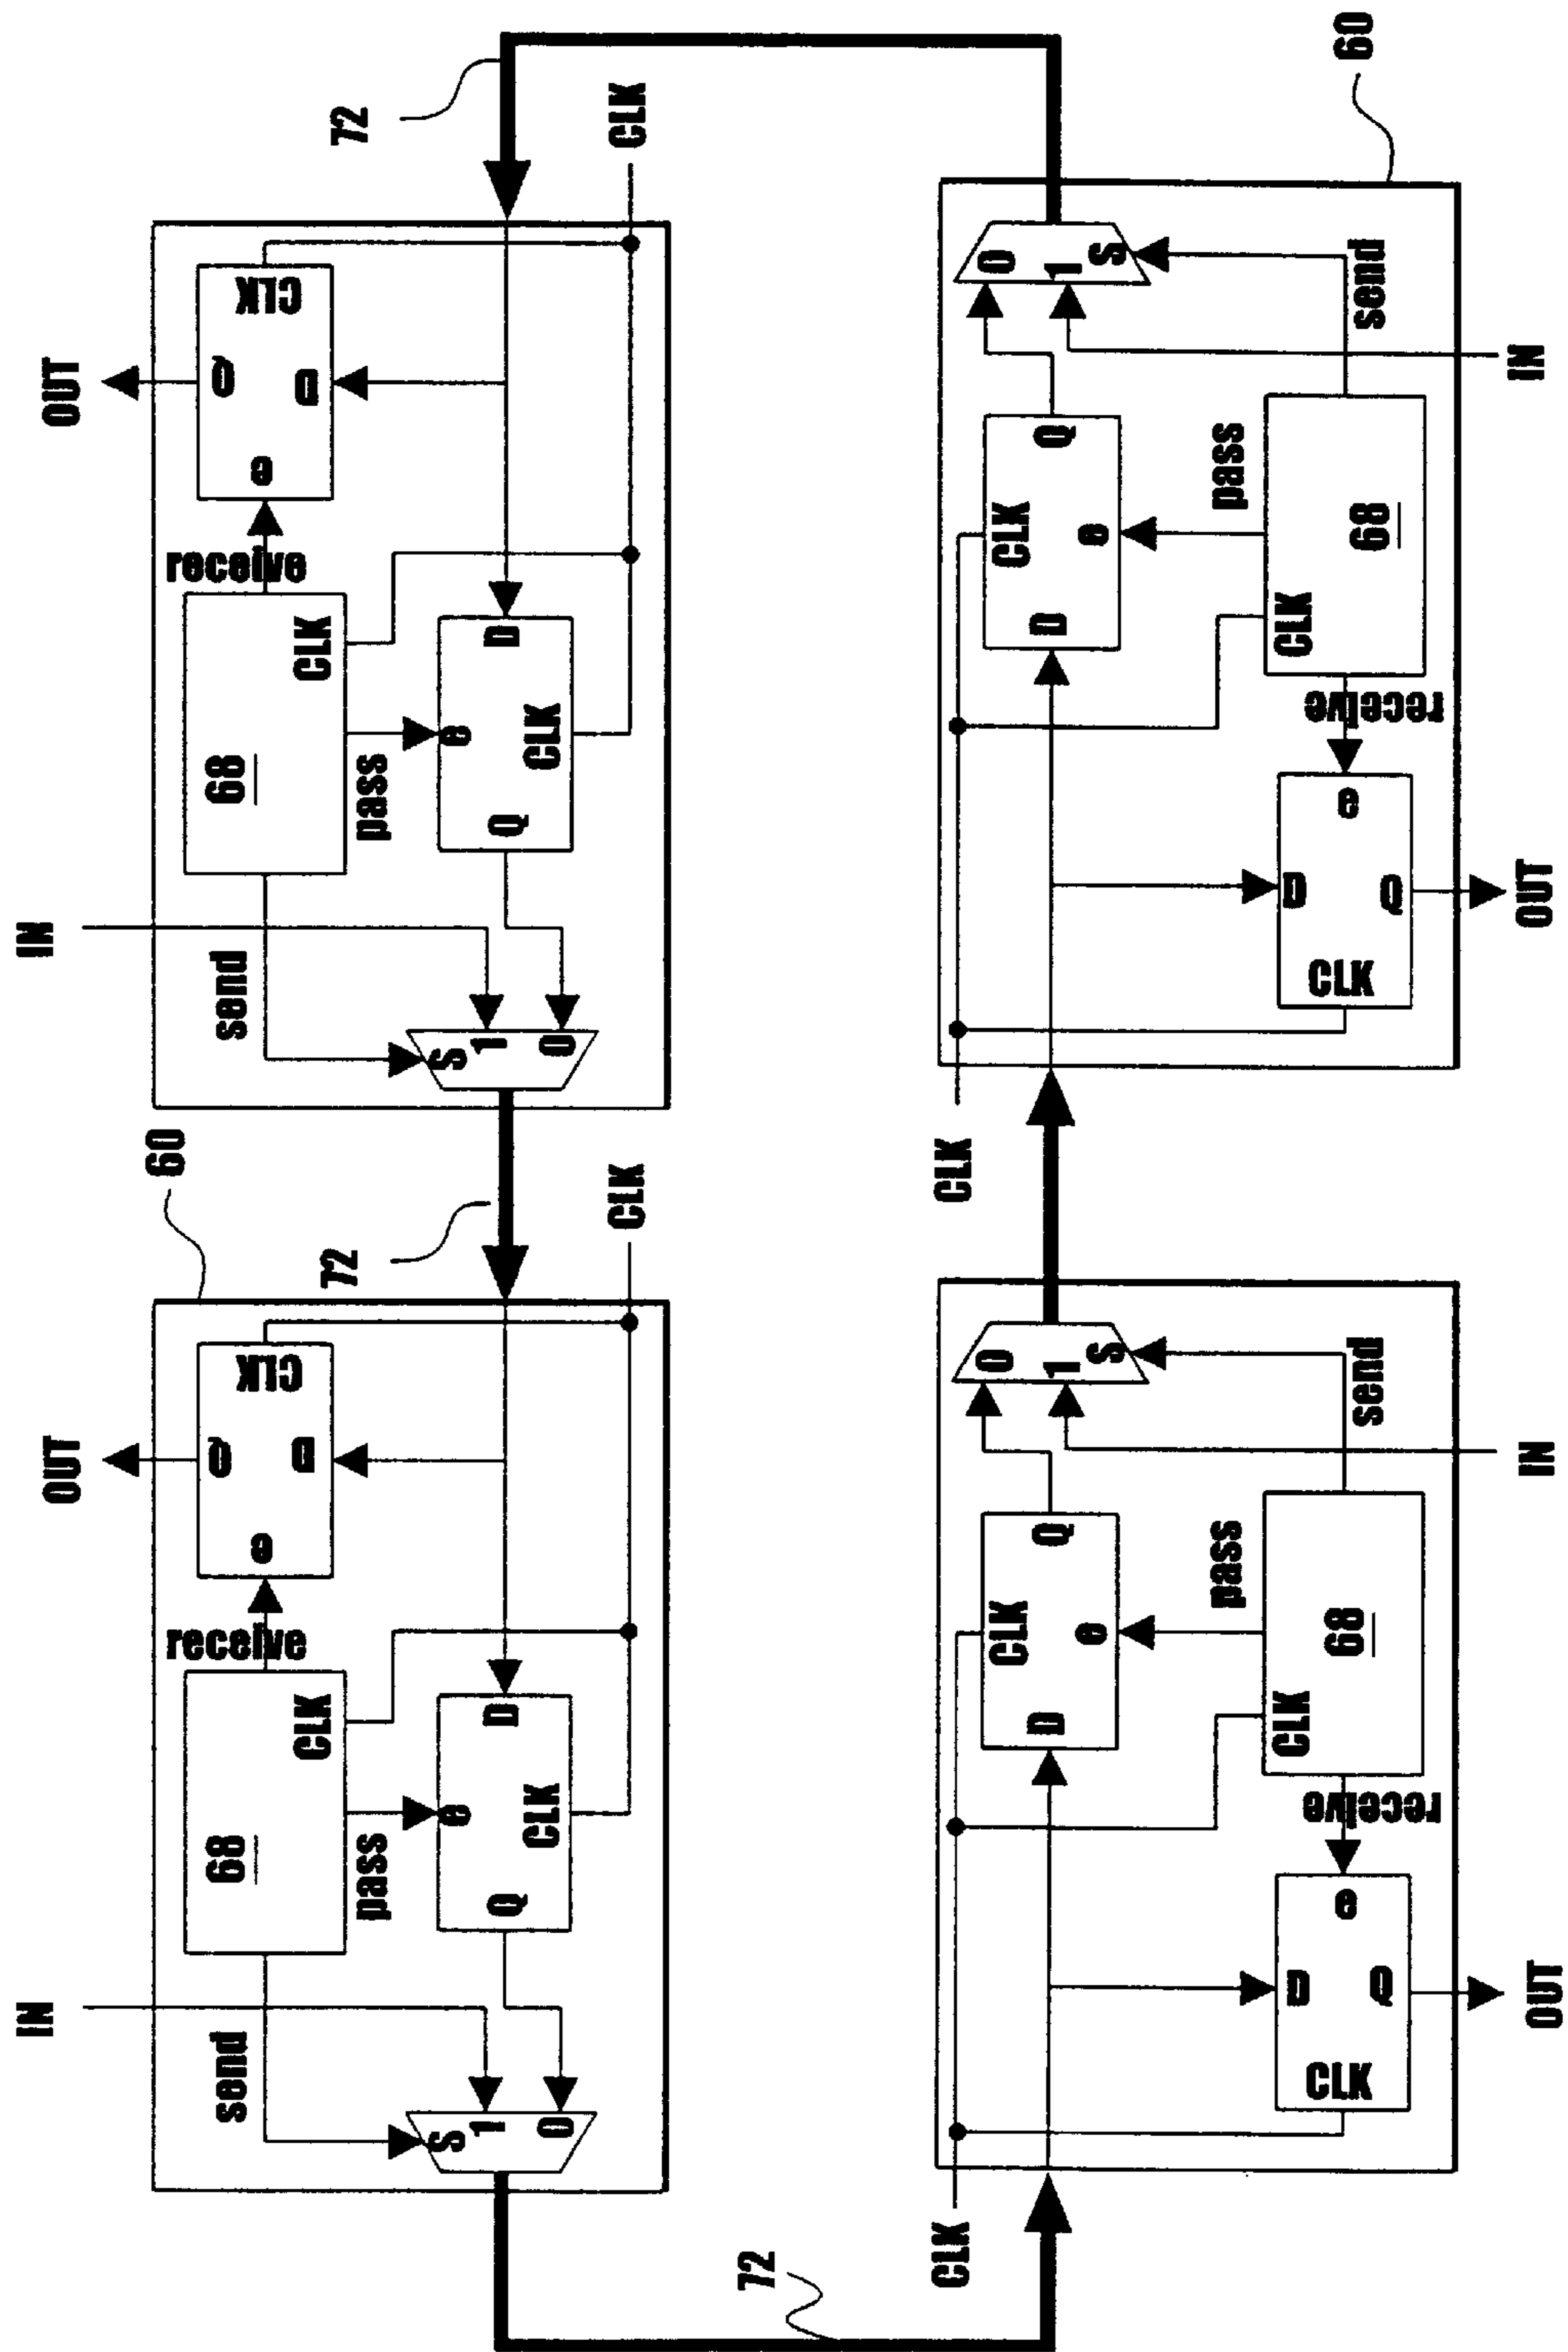 IN
OUT
60
send
68
CLK
receive
e
Q
D
CLK
pass
S
1
0
Q
e
D
CLK
CLK
72
IN
OUT
send
68
CLK
receive
e
Q
D
CLK
pass
S
1
0
Q
e
D
CLK
CLK
72
72
CLK
D
CLK
e
Q
0
1
S
pass
CLK
68
send
receive
CLK
D
Q
e
OUT
IN
CLK
D
CLK
e
Q
0
1
S
pass
CLK
68
send
receive
CLK
D
Q
e
OUT
IN
60